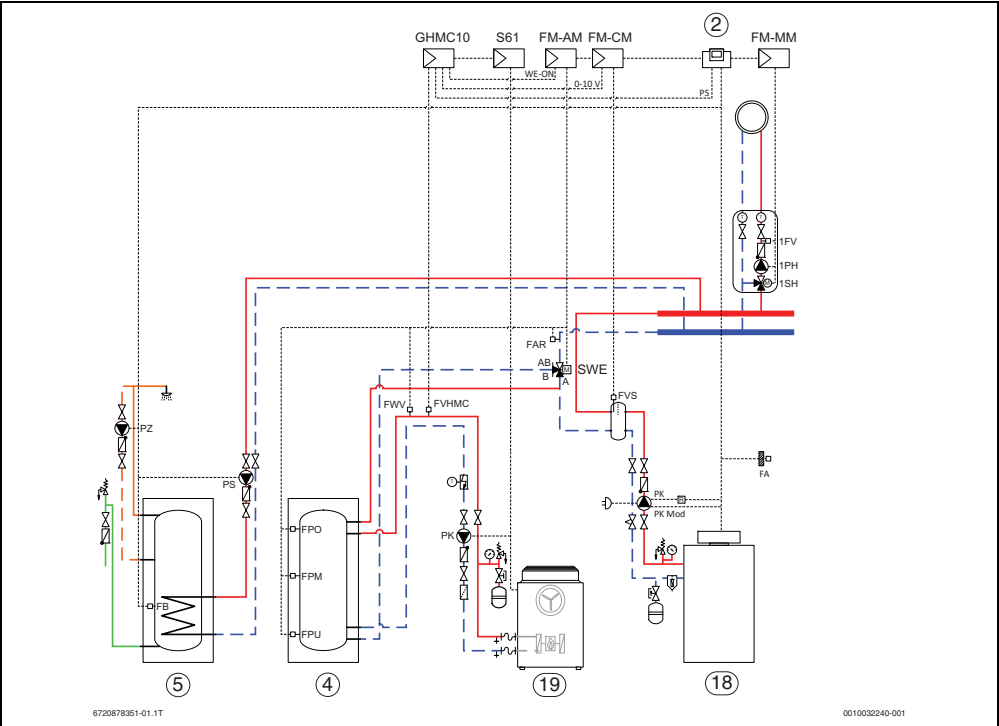 2
GHMC10 S61 FM-AM FM-CM FM-MM
WE-ON
0-10 V
PS
T T
1FV
1PH
M 1SH
FAR
AB
M SWE
B A
FWV FVHMC FVS
PZ
T
FA
PS
PK
PK Mod
FPO PK
FPM
FB
FPU
5 4 19 18
6720878351-01.1T 0010032240-001